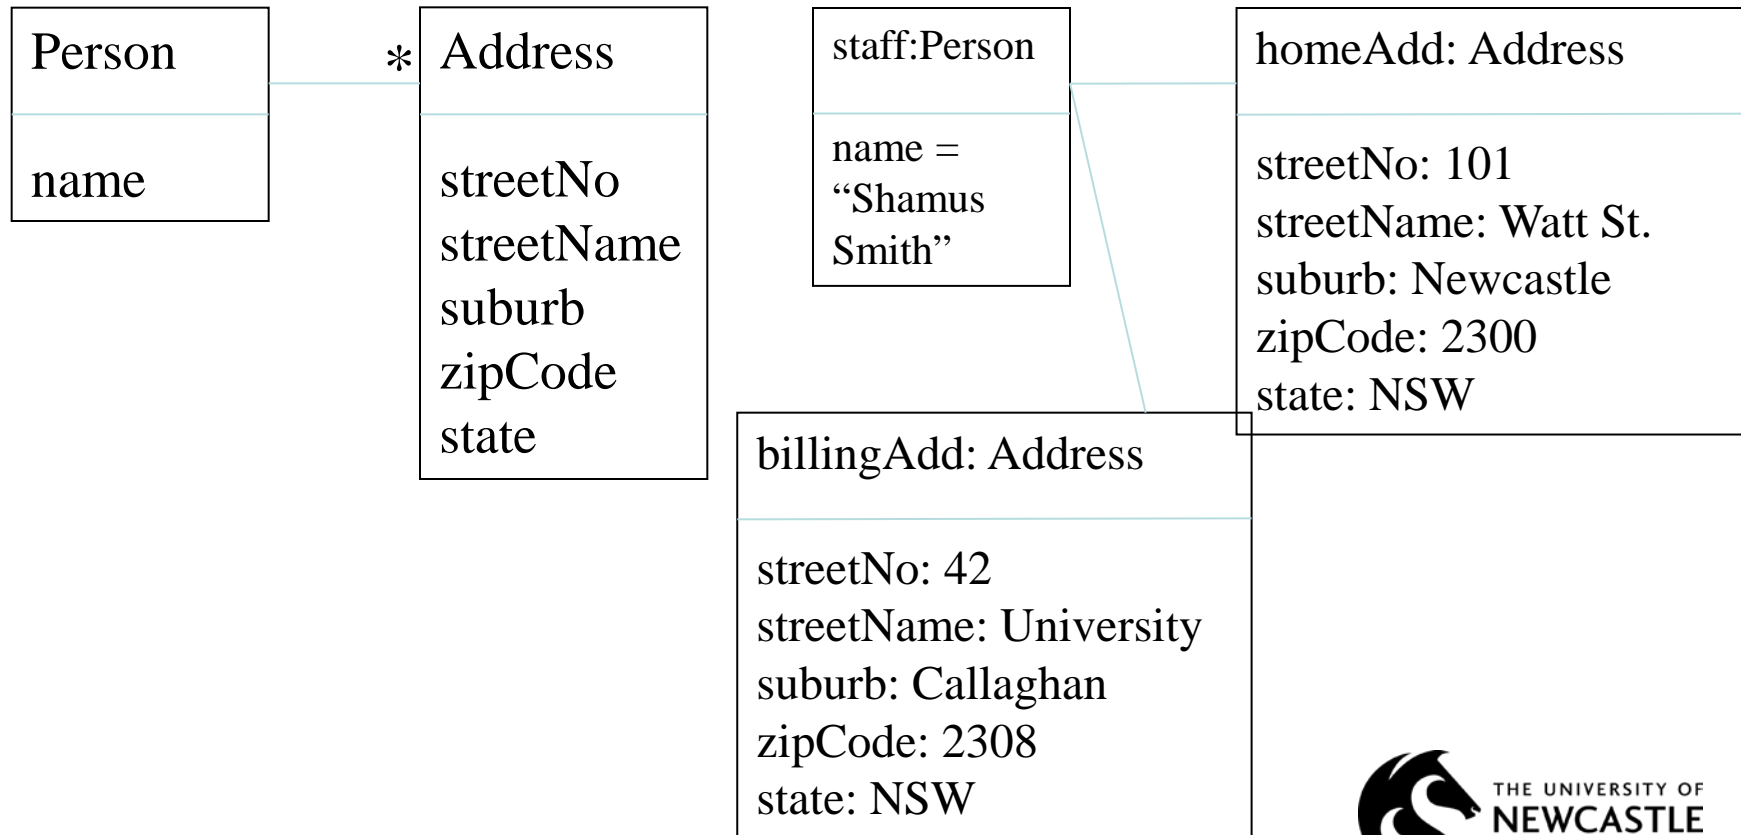 Person
name
*
Address
streetNo
streetName
suburb
zipCode
state
staff:Person
name =
“Shamus
Smith”
homeAdd: Address
streetNo: 101
streetName: Watt St.
suburb: Newcastle
zipCode: 2300
state: NSW
billingAdd: Address
streetNo: 42
streetName: University
suburb: Callaghan
zipCode: 2308
state: NSW
THE UNIVERSITY OF
NEWCASTLE